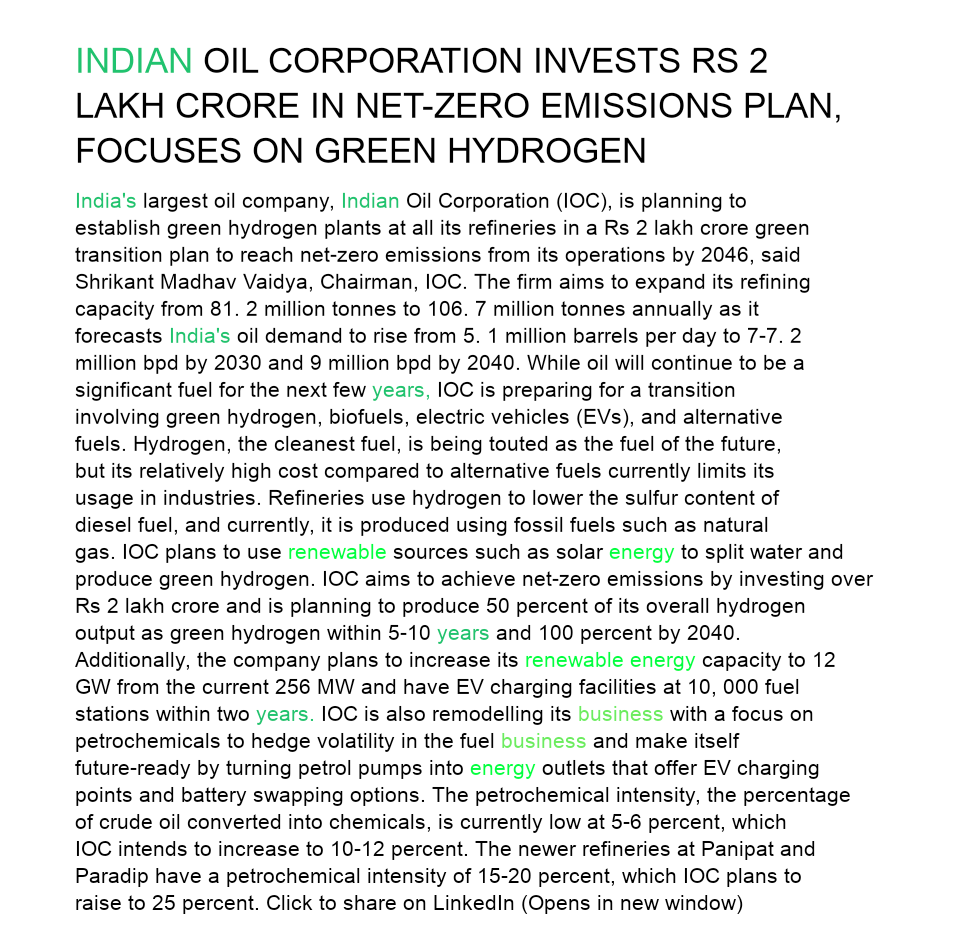 INDIAN OIL CORPORATION INVESTS RS 2
LAKH CRORE IN NET-ZERO EMISSIONS PLAN,
FOCUSES ON GREEN HYDROGEN
India's largest oil company, Indian Oil Corporation (IOC), is planning to
establish green hydrogen plants at all its refineries in a Rs 2 lakh crore green
transition plan to reach net-zero emissions from its operations by 2046, said
Shrikant Madhav Vaidya, Chairman, IOC. The firm aims to expand its refining
capacity from 81. 2 million tonnes to 106. 7 million tonnes annually as it
forecasts India's oil demand to rise from 5. 1 million barrels per day to 7-7. 2
million bpd by 2030 and 9 million bpd by 2040. While oil will continue to be a
significant fuel for the next few years, IOC is preparing for a transition
involving green hydrogen, biofuels, electric vehicles (EVs), and alternative
fuels. Hydrogen, the cleanest fuel, is being touted as the fuel of the future,
but its relatively high cost compared to alternative fuels currently limits its
usage in industries. Refineries use hydrogen to lower the sulfur content of
diesel fuel, and currently, it is produced using fossil fuels such as natural
gas. IOC plans to use renewable sources such as solar energy to split water and
produce green hydrogen. IOC aims to achieve net-zero emissions by investing over
Rs 2 lakh crore and is planning to produce 50 percent of its overall hydrogen
output as green hydrogen within 5-10 years and 100 percent by 2040.
Additionally, the company plans to increase its renewable energy capacity to 12
GW from the current 256 MW and have EV charging facilities at 10, 000 fuel
stations within two years. IOC is also remodelling its business with a focus on
petrochemicals to hedge volatility in the fuel business and make itself
future-ready by turning petrol pumps into energy outlets that offer EV charging
points and battery swapping options. The petrochemical intensity, the percentage
of crude oil converted into chemicals, is currently low at 5-6 percent, which
IOC intends to increase to 10-12 percent. The newer refineries at Panipat and
Paradip have a petrochemical intensity of 15-20 percent, which IOC plans to
raise to 25 percent. Click to share on LinkedIn (Opens in new window)